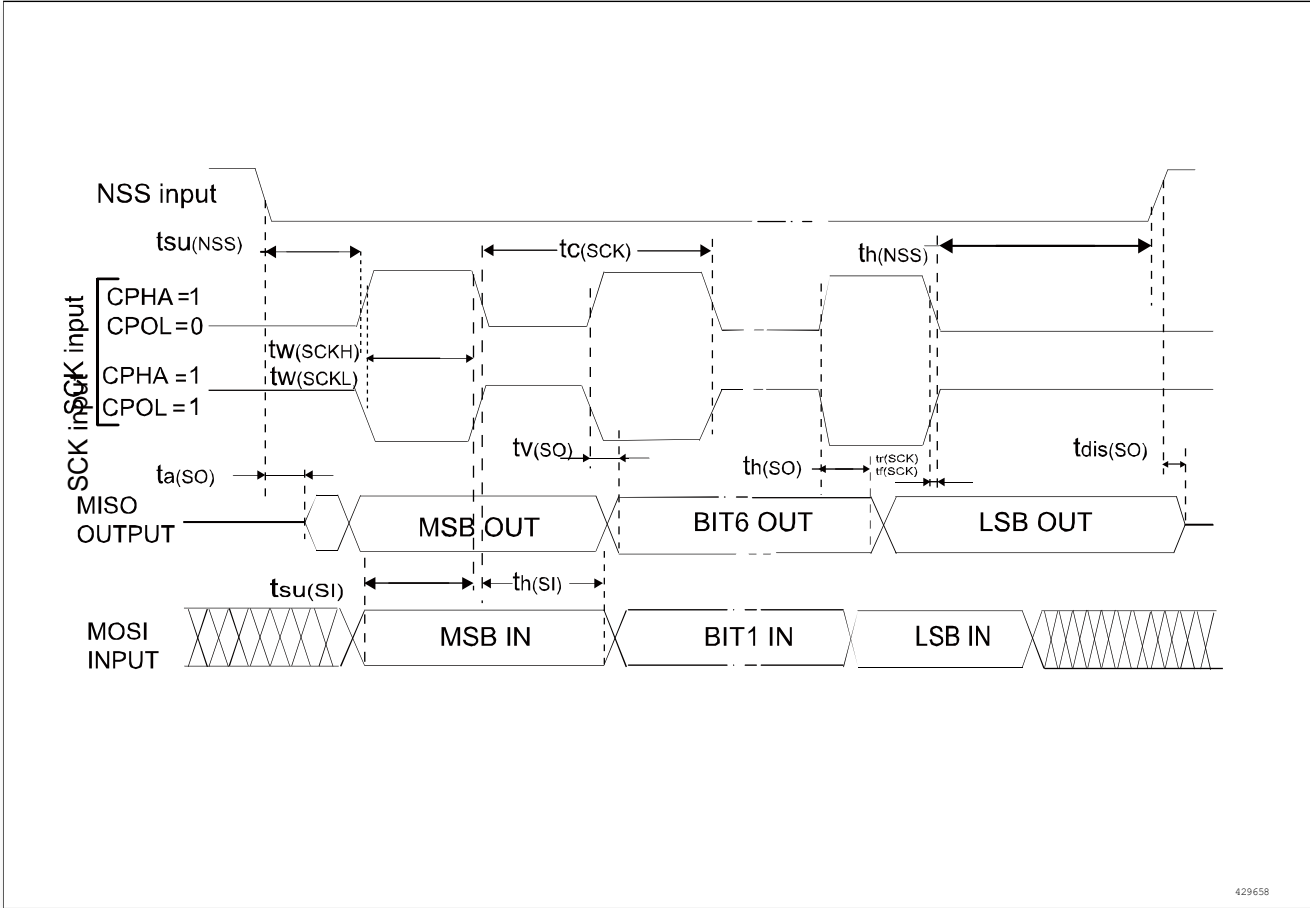 NSS input
tsu(NSS)
tc(SCK)
th(NSS)
SCK input
SCK input
CPHA =1
CPOL =0
tw(SCKH)
CPHA =1
tw(SCKL)
CPOL =1
tv(SO)
th(SO)
tr(SCK)
tf(SCK)
tdis(SO)
ta(SO)
MISO
OUTPUT
MSB OUT
BIT6 OUT
LSB OUT
tsu(SI)
th(SI)
MOSI
INPUT
MSB IN
BIT1 IN
LSB IN
429658